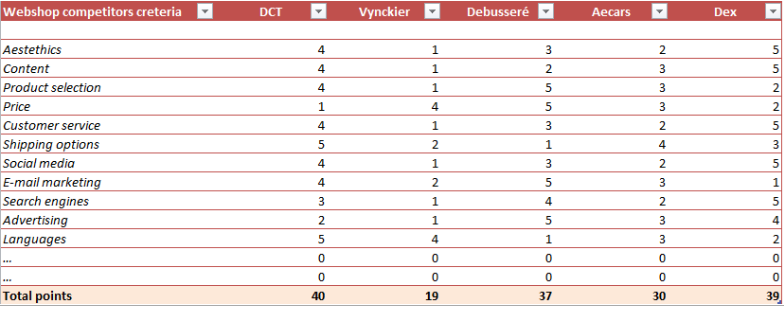 Webshop competitors creteria DCT Vynckier Debusseré Aecars Dex
Aestethics 4 1 3 2 5
Content 4 1 2 3 5
Product selection 4 1 5 3 2
Price 1 4 5 3 2
Customer service 4 1 3 2 5
Shipping options 5 2 1 4 3
Social media 4 1 3 2 5
E-mail marketing 4 2 5 3 1
Search engines 3 1 4 2 5
Advertising 2 1 5 3 4
Languages 5 4 1 3 2
... 0 0 0 0 0
... 0 0 0 0 0
Total points 40 19 37 30 39